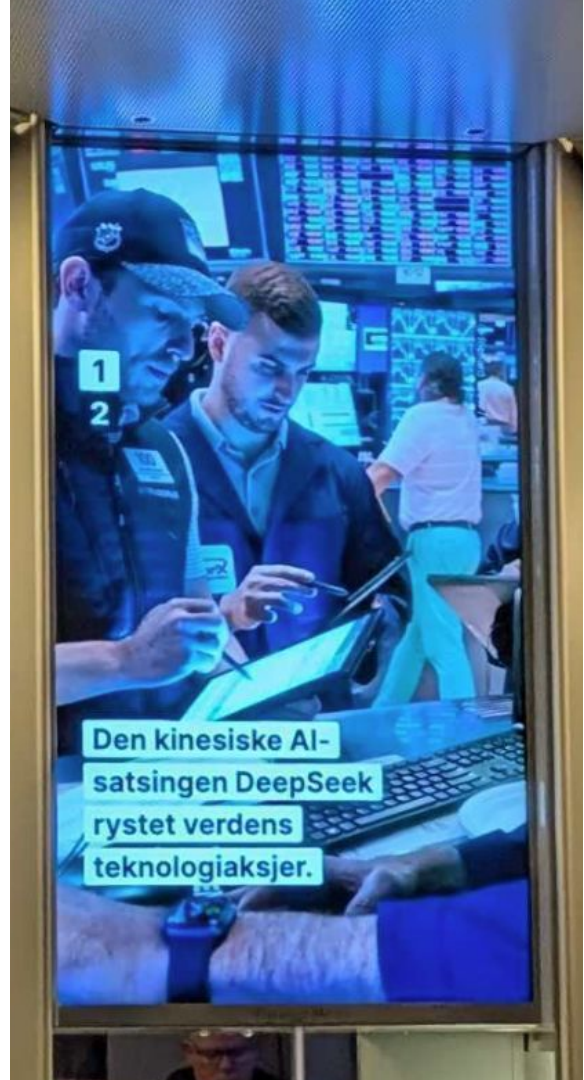 1
2
Den kinesiske AI-
satsingen DeepSeek
rystet verdens
teknologiaksjer.